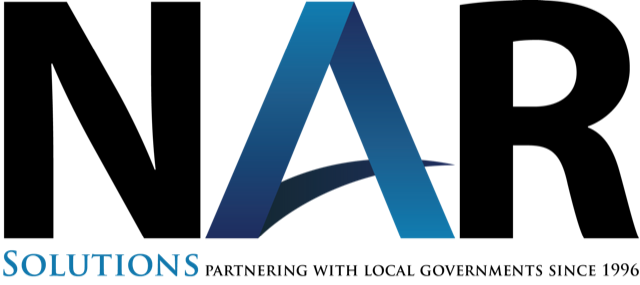 NAR
SOLUTIONS PARTNERING WITH LOCAL GOVERNMENTS SINCE 1996